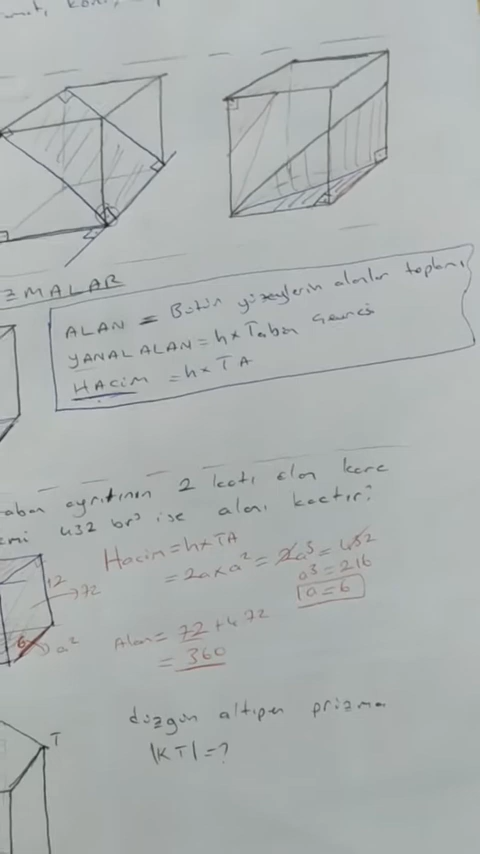 ZMALAR
ALAN = Bütün yüzeylerin alanlar toplamı
YANAL ALAN = h x Taban Çevresi
HACİM = h x TA
taban ayrıtının 2 katı olan kare
432 br³ ise alanı kaçtır?
Hacim = h x TA
= 2a x a² = 2a³ = 432
a³ = 216
a = 6
12
72
6
a²
Alan = 72 + 4.72
= 360
düzgün altıgen prizma
|KT| = ?
T